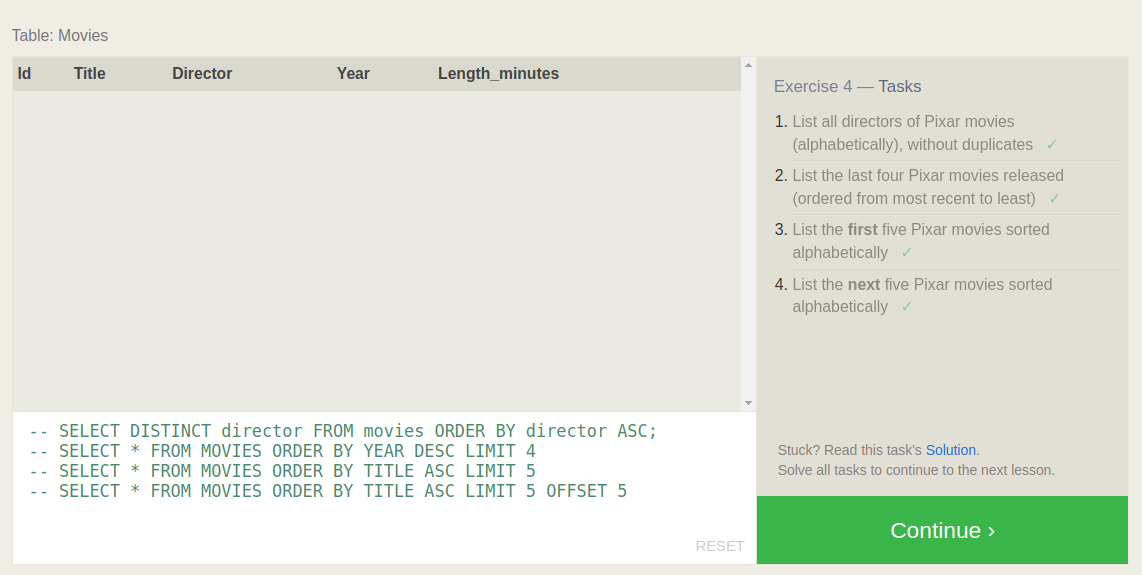 Table: Movies
Id Title Director Year Length_minutes
Exercise 4 — Tasks
1. List all directors of Pixar movies
(alphabetically), without duplicates ✓
2. List the last four Pixar movies released
(ordered from most recent to least) ✓
3. List the first five Pixar movies sorted
alphabetically ✓
4. List the next five Pixar movies sorted
alphabetically ✓
-- SELECT DISTINCT director FROM movies ORDER BY director ASC;
-- SELECT * FROM MOVIES ORDER BY YEAR DESC LIMIT 4
-- SELECT * FROM MOVIES ORDER BY TITLE ASC LIMIT 5
-- SELECT * FROM MOVIES ORDER BY TITLE ASC LIMIT 5 OFFSET 5
RESET
Stuck? Read this task's Solution.
Solve all tasks to continue to the next lesson.
Continue ›